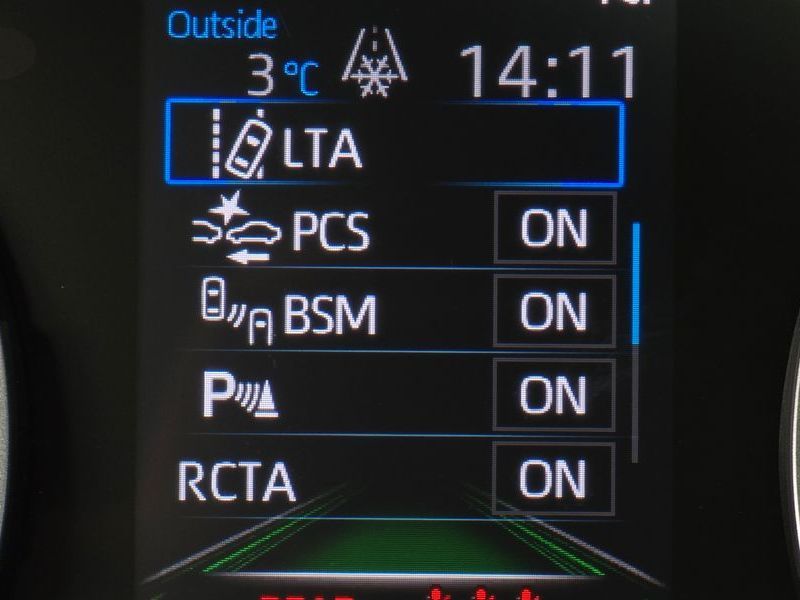 Outside
3 °C 14:11
LTA
PCS ON
BSM ON
P ON
RCTA ON